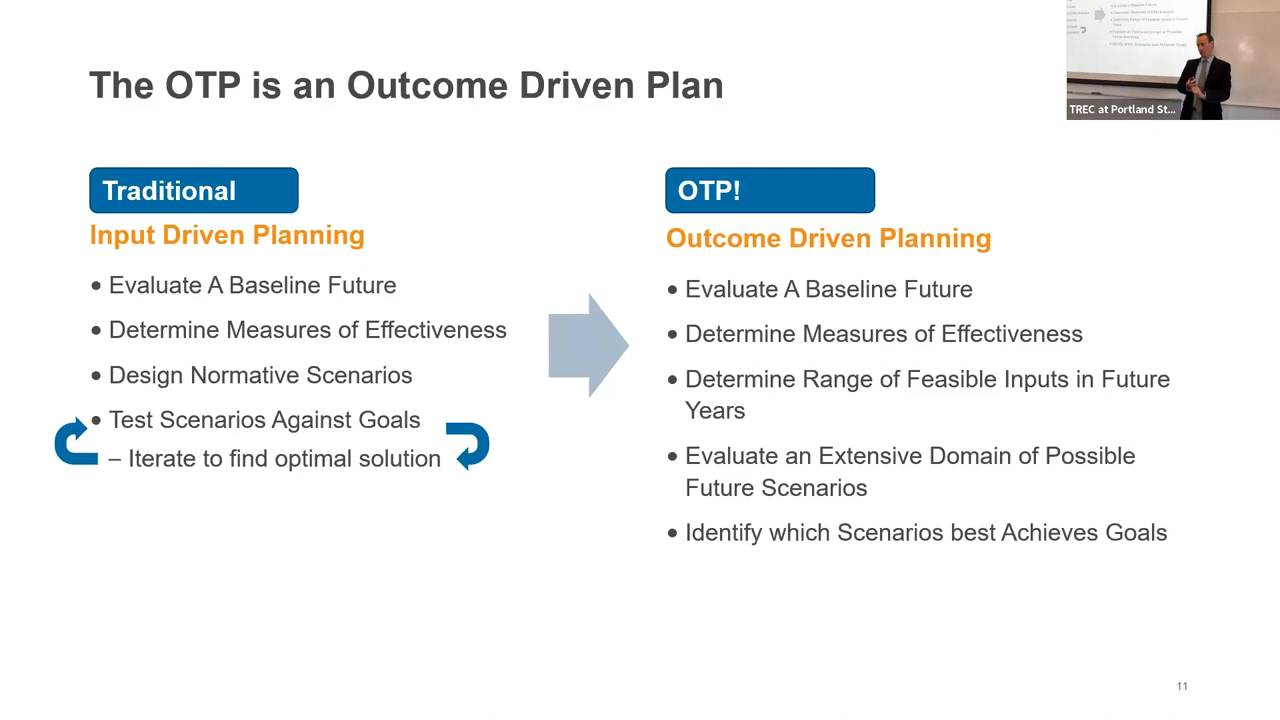 The OTP is an Outcome Driven Plan
TREC at Portland St...
Traditional
Input Driven Planning
• Evaluate A Baseline Future
• Determine Measures of Effectiveness
• Design Normative Scenarios
• Test Scenarios Against Goals
– Iterate to find optimal solution
OTP!
Outcome Driven Planning
• Evaluate A Baseline Future
• Determine Measures of Effectiveness
• Determine Range of Feasible Inputs in Future
Years
• Evaluate an Extensive Domain of Possible
Future Scenarios
• Identify which Scenarios best Achieves Goals
11